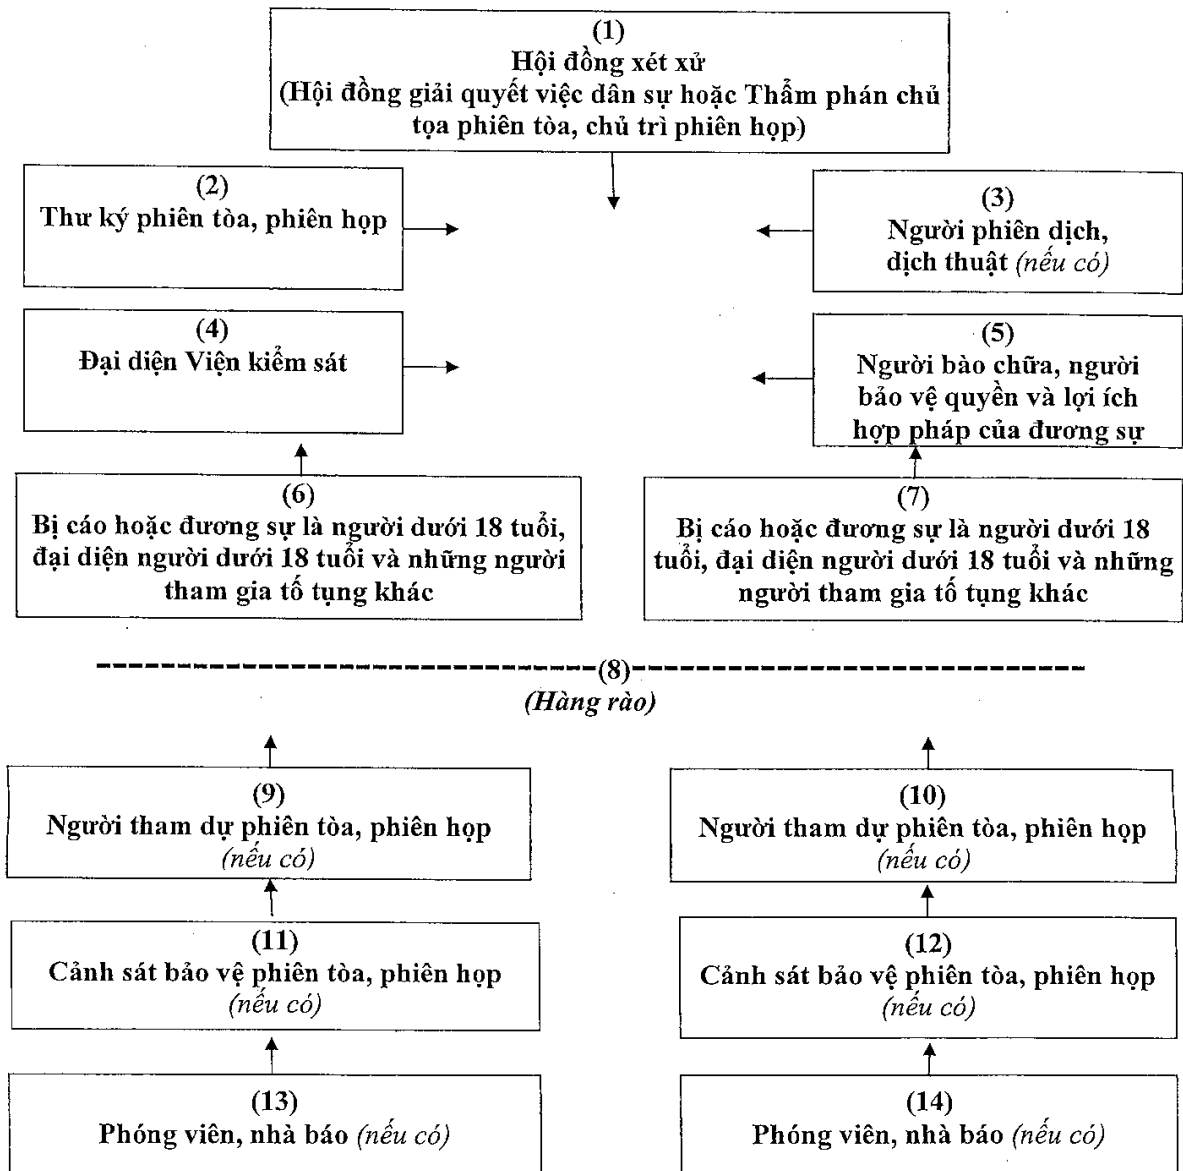 (1)
Hội đồng xét xử
(Hội đồng giải quyết việc dân sự hoặc Thẩm phán chủ
tọa phiên tòa, chủ trì phiên họp)
(2)
Thư ký phiên tòa, phiên họp
(3)
Người phiên dịch,
dịch thuật (nếu có)
(4)
Đại diện Viện kiểm sát
(5)
Người bào chữa, người
bảo vệ quyền và lợi ích
hợp pháp của đương sự
(6)
Bị cáo hoặc đương sự là người dưới 18 tuổi,
đại diện người dưới 18 tuổi và những người
tham gia tố tụng khác
(7)
Bị cáo hoặc đương sự là người dưới 18
tuổi, đại diện người dưới 18 tuổi và những
người tham gia tố tụng khác
(8)
(Hàng rào)
(9)
Người tham dự phiên tòa, phiên họp
(nếu có)
(10)
Người tham dự phiên tòa, phiên họp
(nếu có)
(11)
Cảnh sát bảo vệ phiên tòa, phiên họp
(nếu có)
(12)
Cảnh sát bảo vệ phiên tòa, phiên họp
(nếu có)
(13)
Phóng viên, nhà báo (nếu có)
(14)
Phóng viên, nhà báo (nếu có)